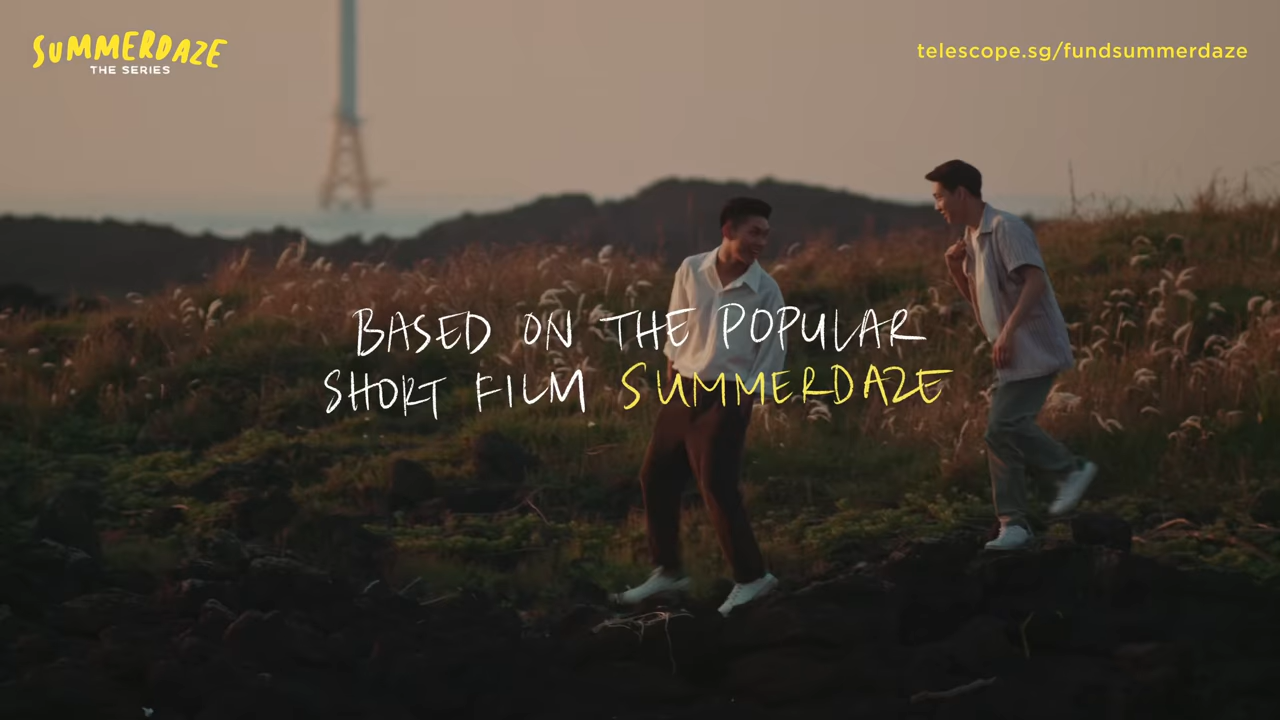 SUMMERDAZE
THE SERIES
telescope.sg/fundsummerdaze
BASED ON THE POPULAR
SHORT FILM SUMMERDAZE